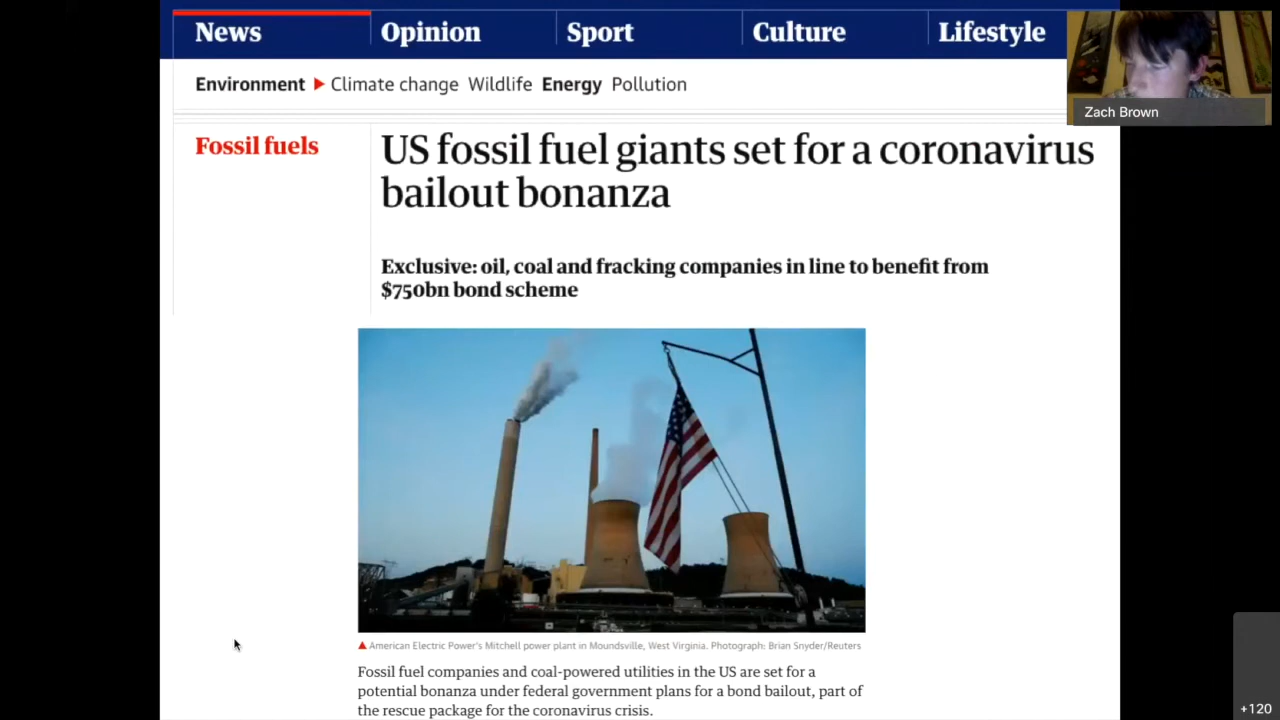 News Opinion Sport Culture Lifestyle
Environment Climate change Wildlife Energy Pollution
Zach Brown
Fossil fuels
US fossil fuel giants set for a coronavirus
bailout bonanza
Exclusive: oil, coal and fracking companies in line to benefit from
$750bn bond scheme
American Electric Power's Mitchell power plant in Moundsville, West Virginia. Photograph: Brian Snyder/Reuters
Fossil fuel companies and coal-powered utilities in the US are set for a
potential bonanza under federal government plans for a bond bailout, part of
the rescue package for the coronavirus crisis.
+120